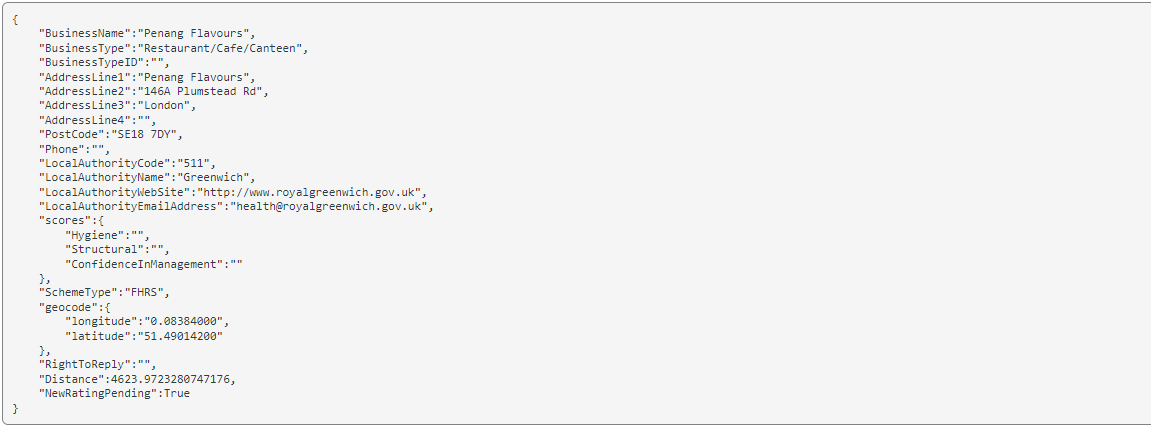 {
"BusinessName":"Penang Flavours",
"BusinessType":"Restaurant/Cafe/Canteen",
"BusinessTypeID":"",
"AddressLine1":"Penang Flavours",
"AddressLine2":"146A Plumstead Rd",
"AddressLine3":"London",
"AddressLine4":"",
"PostCode":"SE18 7DY",
"Phone":"",
"LocalAuthorityCode":"511",
"LocalAuthorityName":"Greenwich",
"LocalAuthorityWebSite":"http://www.royalgreenwich.gov.uk",
"LocalAuthorityEmailAddress":"health@royalgreenwich.gov.uk",
"scores":{
"Hygiene":"",
"Structural":"",
"ConfidenceInManagement":""
},
"SchemeType":"FHRS",
"geocode":{
"longitude":"0.08384000",
"latitude":"51.49014200"
},
"RightToReply":"",
"Distance":4623.9723280747176,
"NewRatingPending":True
}